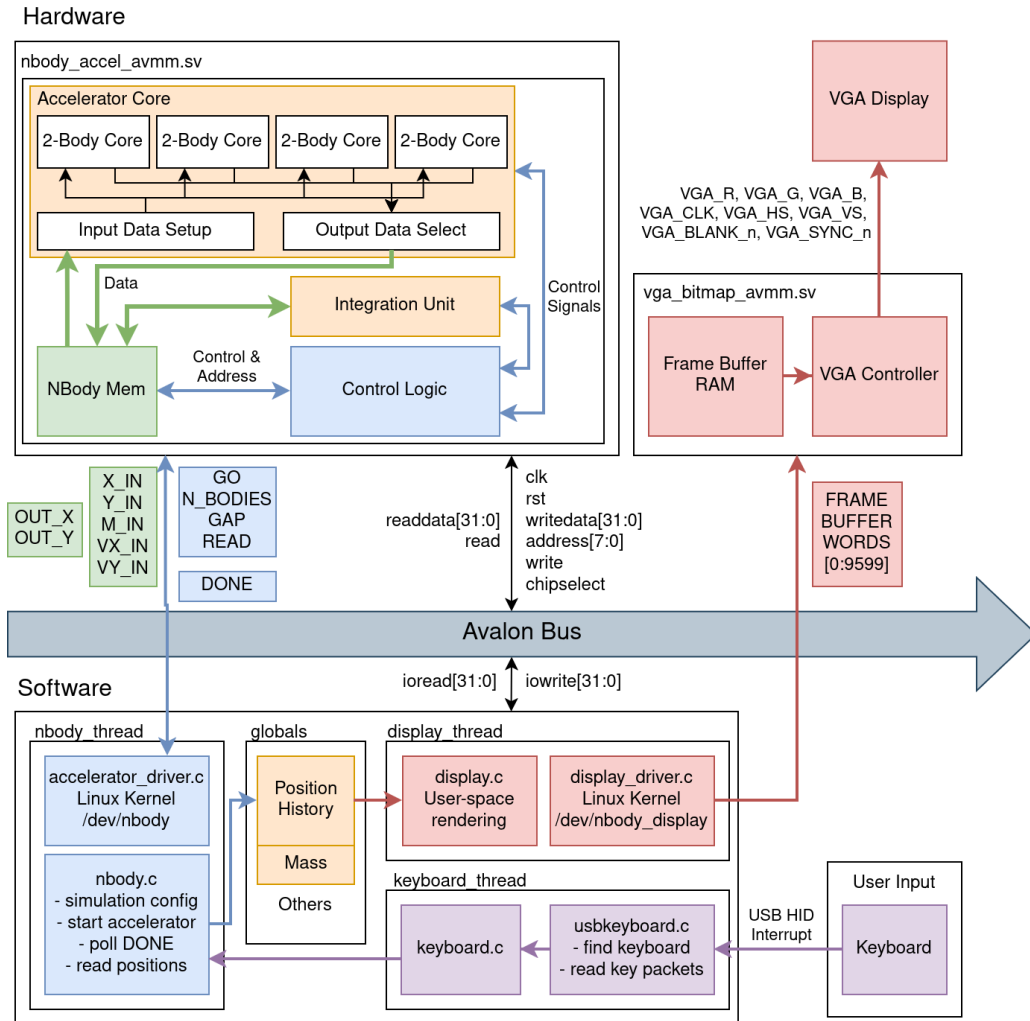 Hardware
nbody_accel_avmm.sv
Accelerator Core
2-Body Core
2-Body Core
2-Body Core
2-Body Core
Input Data Setup
Output Data Select
Data
Integration Unit
Control
Signals
NBody Mem
Control &
Address
Control Logic
VGA Display
VGA_R, VGA_G, VGA_B,
VGA_CLK, VGA_HS, VGA_VS,
VGA_BLANK_n, VGA_SYNC_n
vga_bitmap_avmm.sv
Frame Buffer
RAM
VGA Controller
OUT_X
OUT_Y
X_IN
Y_IN
M_IN
VX_IN
VY_IN
GO
N_BODIES
GAP
READ
DONE
readdata[31:0]
read
clk
rst
writedata[31:0]
address[7:0]
write
chipselect
FRAME
BUFFER
WORDS
[0:9599]
Avalon Bus
Software
ioread[31:0]
iowrite[31:0]
nbody_thread
accelerator_driver.c
Linux Kernel
/dev/nbody
nbody.c
- simulation config
- start accelerator
- poll DONE
- read positions
globals
Position
History
Mass
Others
display_thread
display.c
User-space
rendering
display_driver.c
Linux Kernel
/dev/nbody_display
keyboard_thread
keyboard.c
usbkeyboard.c
- find keyboard
- read key packets
USB HID
Interrupt
User Input
Keyboard